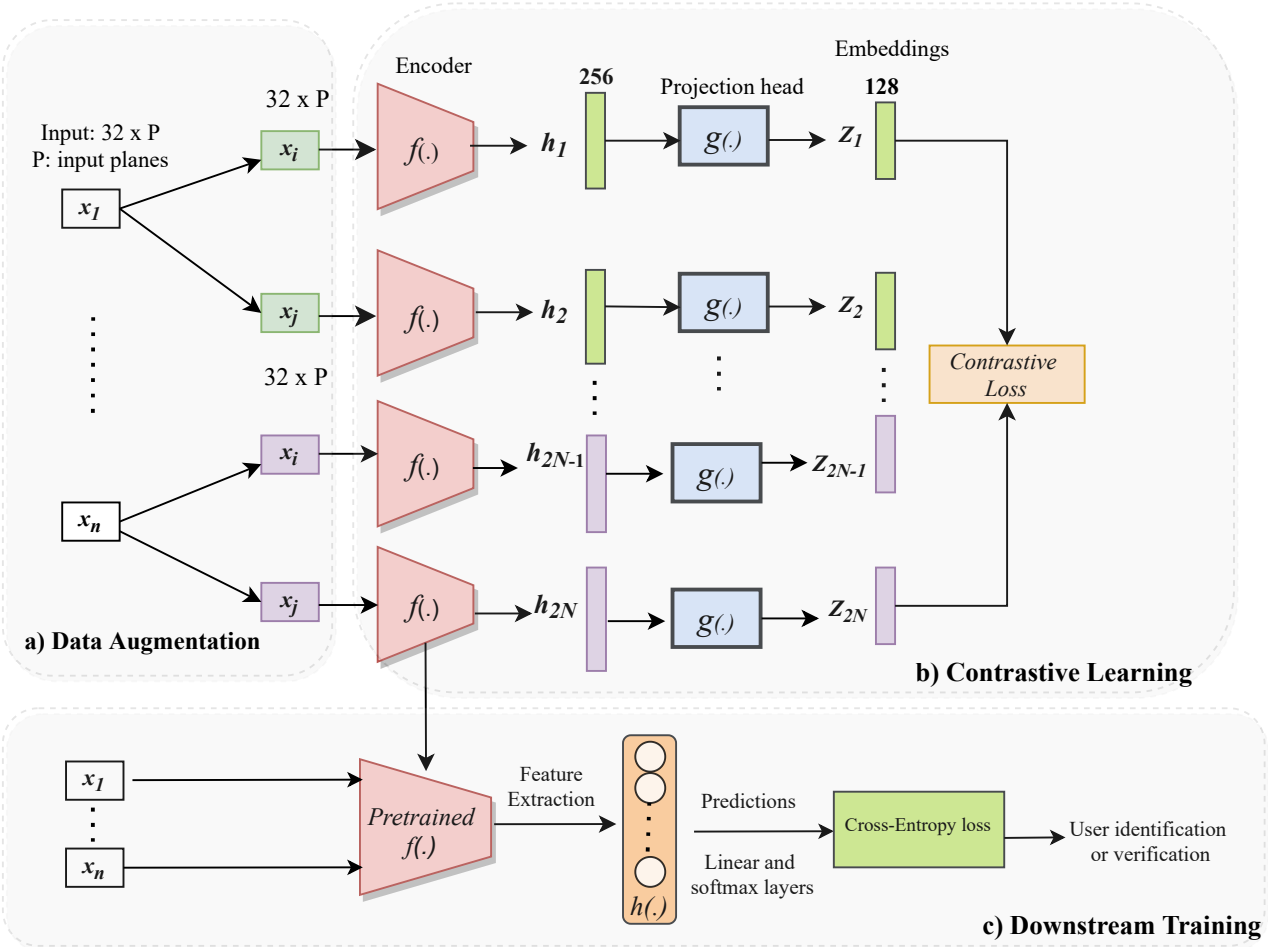 Input: 32 x P
P: input planes
x1
32 x P
xi
xj
32 x P
xn
xi
xj
a) Data Augmentation
Encoder
f(.)
f(.)
f(.)
f(.)
h1
h2
h2N-1
h2N
256
Projection head
g(.)
g(.)
g(.)
g(.)
Embeddings
128
Z1
Z2
Z2N-1
Z2N
Contrastive
Loss
b) Contrastive Learning
x1
xn
Pretrained
f(.)
Feature
Extraction
h(.)
Predictions
Linear and
softmax layers
Cross-Entropy loss
User identification
or verification
c) Downstream Training